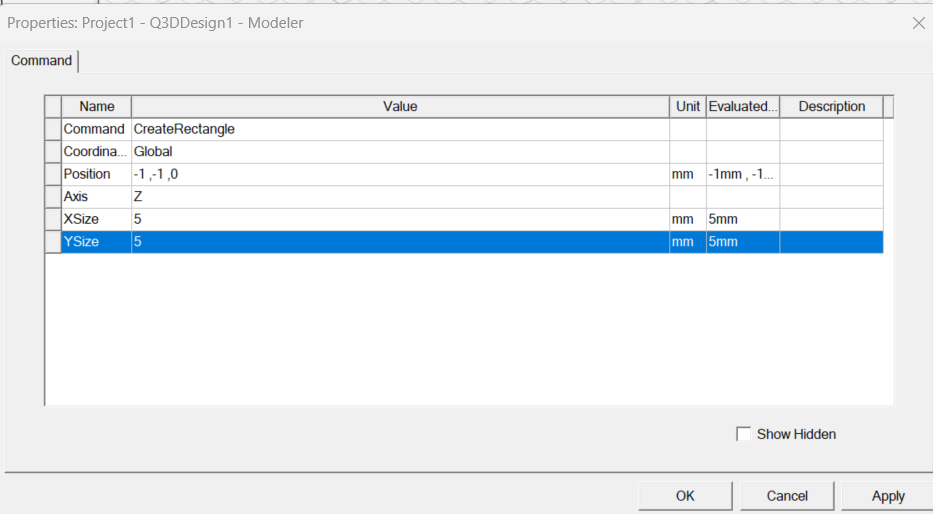 Properties: Project1 - Q3DDesign1 - Modeler
Command
Name Value Unit Evaluated... Description
Command CreateRectangle
Coordina... Global
Position -1 ,-1 ,0 mm -1mm , -1...
Axis Z
XSize 5 mm 5mm
YSize 5 mm 5mm
Show Hidden
OK Cancel Apply